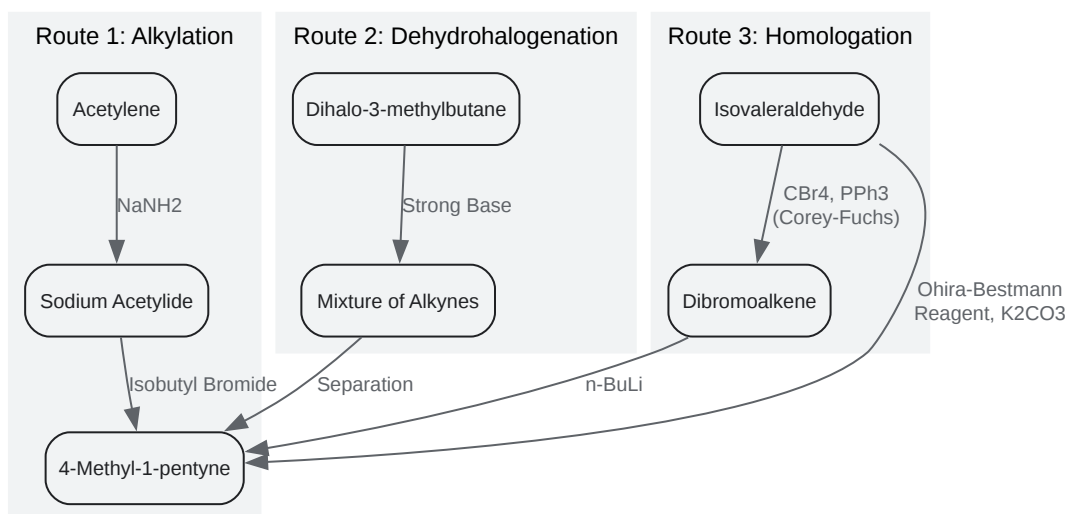 Route 1: Alkylation
Route 2: Dehydrohalogenation
Route 3: Homologation
Acetylene
Dihalo-3-methylbutane
Isovaleraldehyde
NaNH2
Strong Base
CBr4, PPh3
(Corey-Fuchs)
Sodium Acetylide
Mixture of Alkynes
Dibromoalkene
Ohira-Bestmann
Reagent, K2CO3
Isobutyl Bromide
Separation
n-BuLi
4-Methyl-1-pentyne